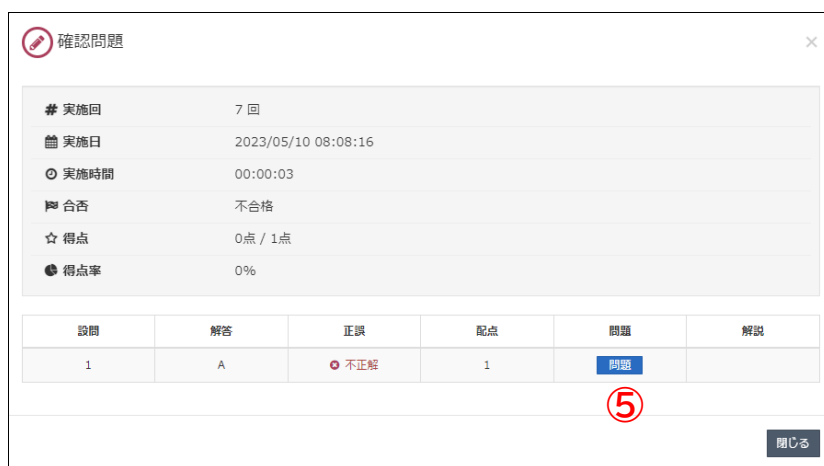 確認問題
×
# 実施回 7 回
実施日 2023/05/10 08:08:16
実施時間 00:00:03
合否 不合格
得点 0点 / 1点
得点率 0%
設問 解答 正誤 配点 問題 解説
1 A 不正解 1 問題
⑤
閉じる